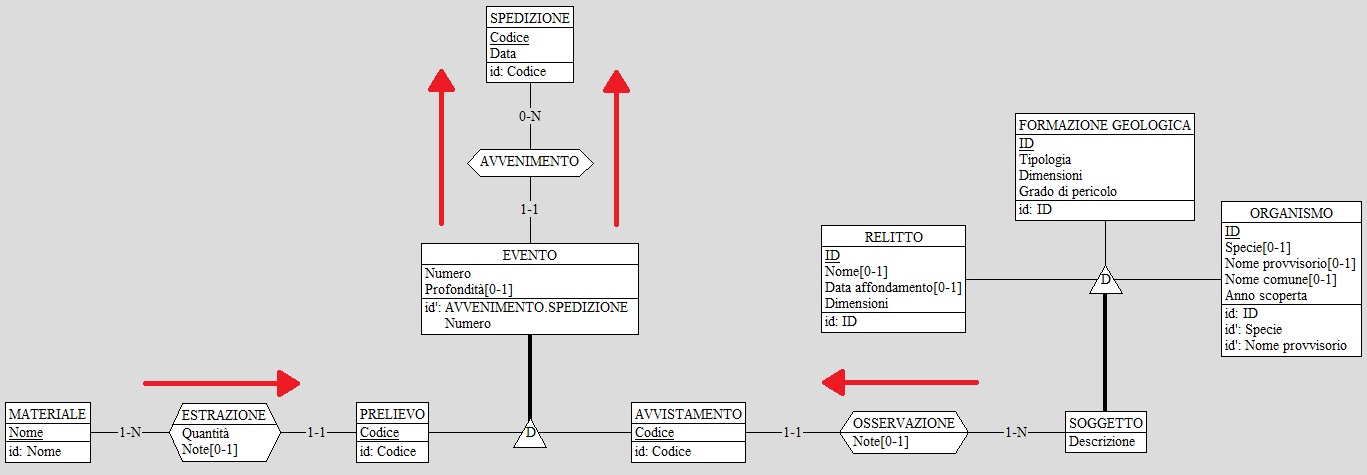 SPEDIZIONE
Codice
Data
id: Codice
0-N
AVVENIMENTO
1-1
EVENTO
Numero
Profondità[0-1]
id': AVVENIMENTO.SPEDIZIONE
Numero
FORMAZIONE GEOLOGICA
ID
Tipologia
Dimensioni
Grado di pericolo
id: ID
RELITTO
ID
Nome[0-1]
Data affondamento[0-1]
Dimensioni
id: ID
D
ORGANISMO
ID
Specie[0-1]
Nome provvisorio[0-1]
Nome comune[0-1]
Anno scoperta
id: ID
id': Specie
id': Nome provvisorio
MATERIALE
Nome
id: Nome
1-N
ESTRAZIONE
Quantità
Note[0-1]
1-1
PRELIEVO
Codice
id: Codice
D
AVVISTAMENTO
Codice
id: Codice
1-1
OSSERVAZIONE
Note[0-1]
1-N
SOGGETTO
Descrizione